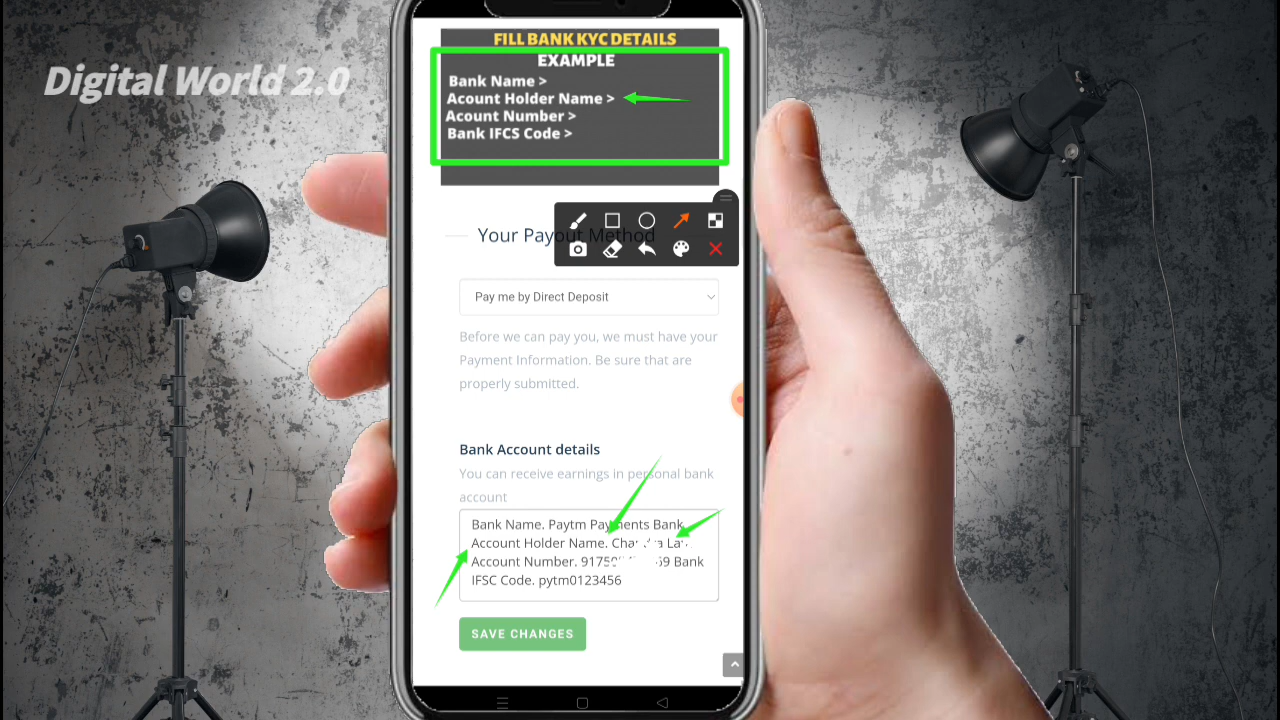 Digital World 2.0
FILL BANK KYC DETAILS
EXAMPLE
Bank Name >
Acount Holder Name >
Acount Number >
Bank IFCS Code >
Your Payout Method
Pay me by Direct Deposit
Before we can pay you, we must have your
Payment Information. Be sure that are
properly submitted.
Bank Account details
You can receive earnings in personal bank
account
Bank Name. Paytm Payments Bank
Account Holder Name.
Account Number. Bank
IFSC Code. pytm0123456
SAVE CHANGES